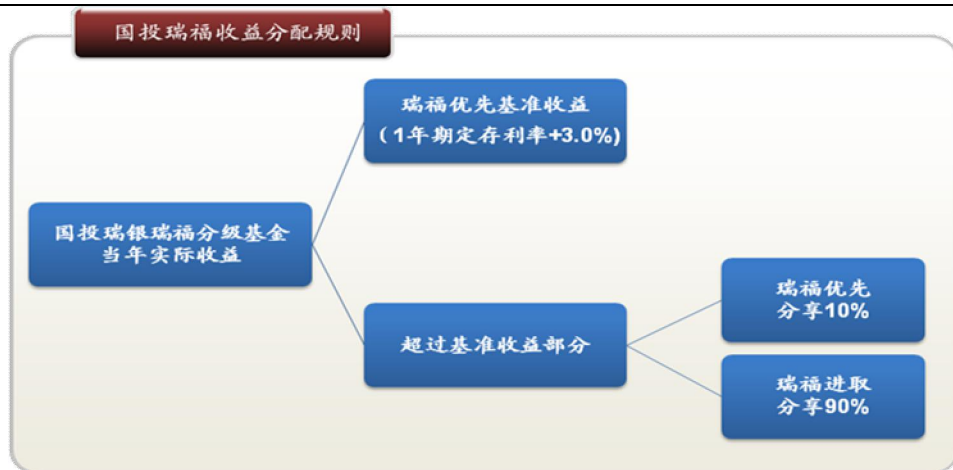 国投瑞福收益分配规则
瑞福优先基准收益
（1年期定存利率+3.0%)
国投瑞银瑞福分级基金
当年实际收益
超过基准收益部分
瑞福优先
分享10%
瑞福进取
分享90%